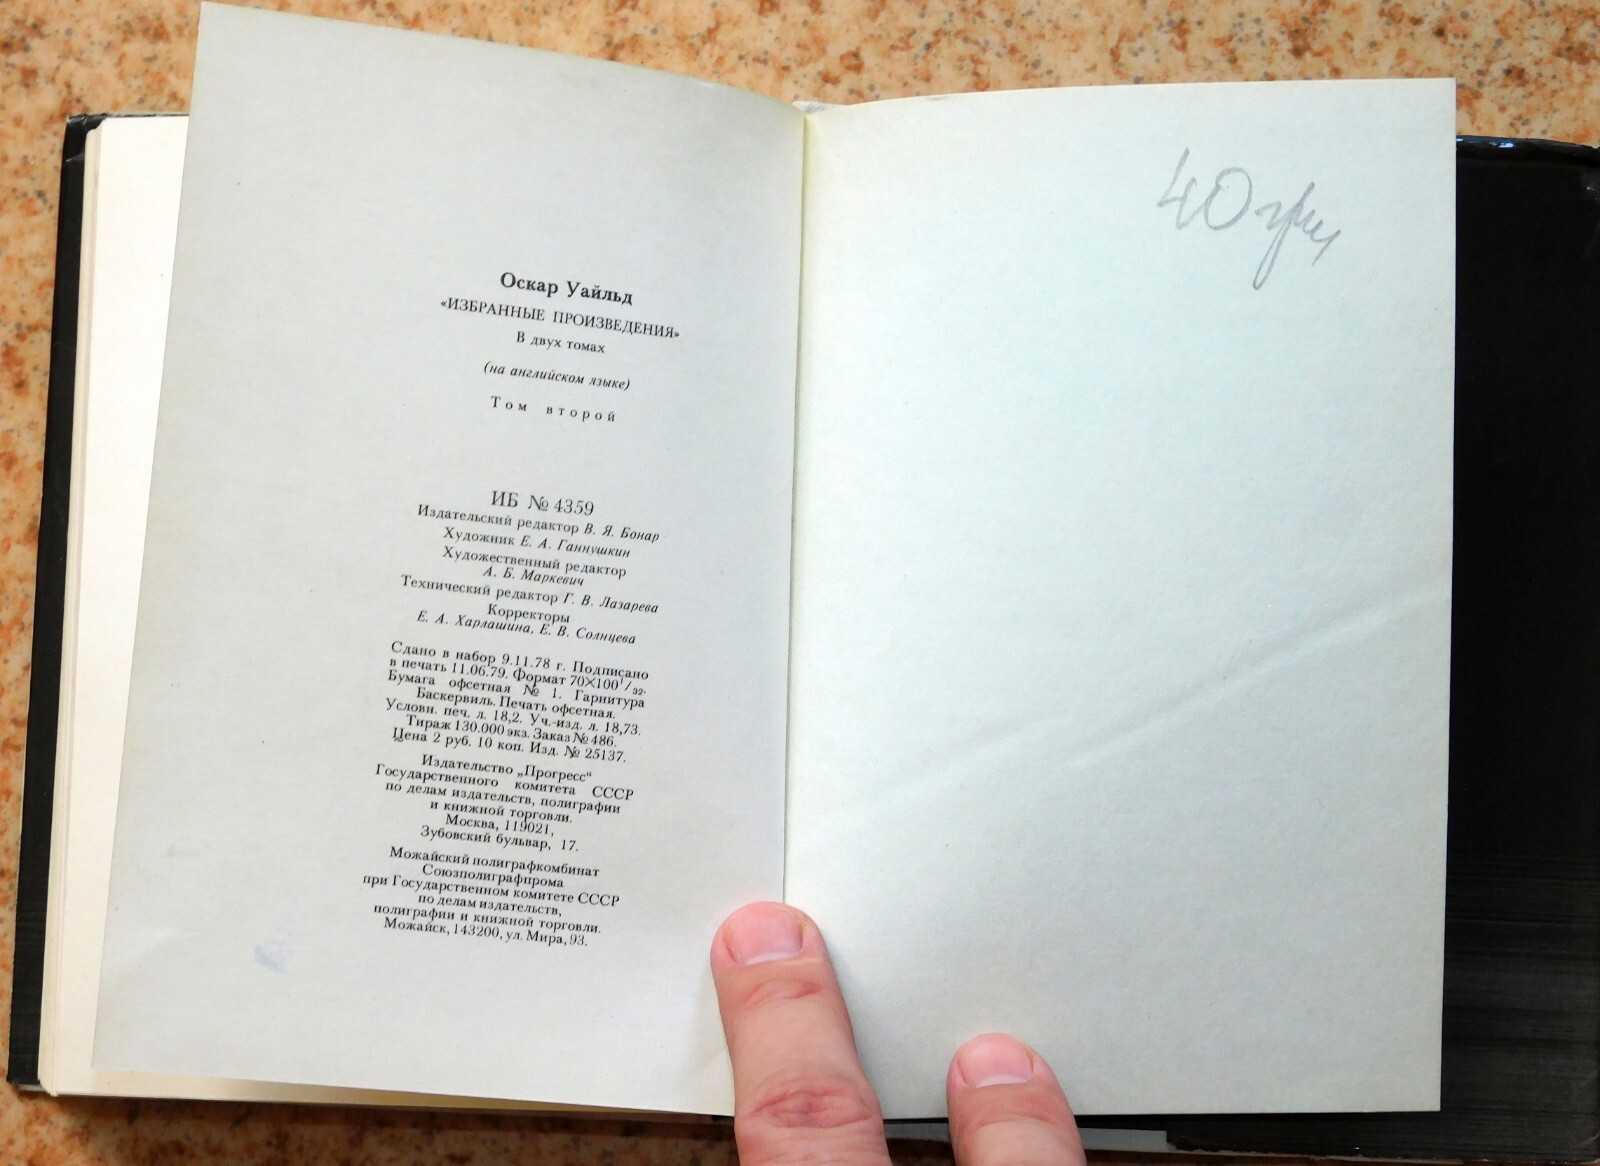 Оскар Уайльд
«ИЗБРАННЫЕ ПРОИЗВЕДЕНИЯ»
В двух томах
(на английском языке)
Том второй
ИБ № 4359
Издательский редактор В. Я. Бонар
Художник Е. А. Ганнушкин
Художественный редактор
А. Б. Маркевич
Технический редактор Г. В. Лазарева
Корректоры
Е. А. Харлашина, Е. В. Солнцева
Сдано в набор 9.11.78 г. Подписано
в печать 11.06.79. Формат 70×100¹/₃₂.
Бумага офсетная № 1. Гарнитура
Баскервиль. Печать офсетная.
Условн. печ. л. 18,2. Уч.-изд. л. 18,73.
Тираж 130.000 экз. Заказ № 486.
Цена 2 руб. 10 коп. Изд. № 25137.
Издательство „Прогресс“
Государственного комитета СССР
по делам издательств, полиграфии
и книжной торговли.
Москва, 119021,
Зубовский бульвар, 17.
Можайский полиграфкомбинат
Союзполиграфпрома
при Государственном комитете СССР
по делам издательств,
полиграфии и книжной торговли.
Можайск, 143200, ул. Мира, 93.
40 грн